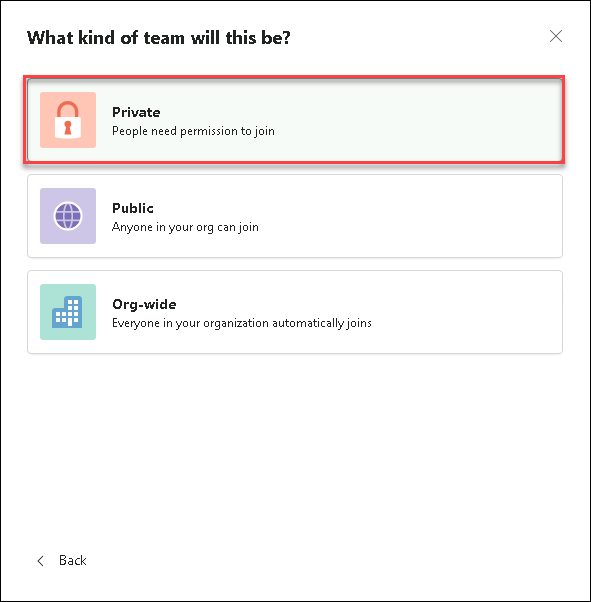 What kind of team will this be?
Private
People need permission to join
Public
Anyone in your org can join
Org-wide
Everyone in your organization automatically joins
Back